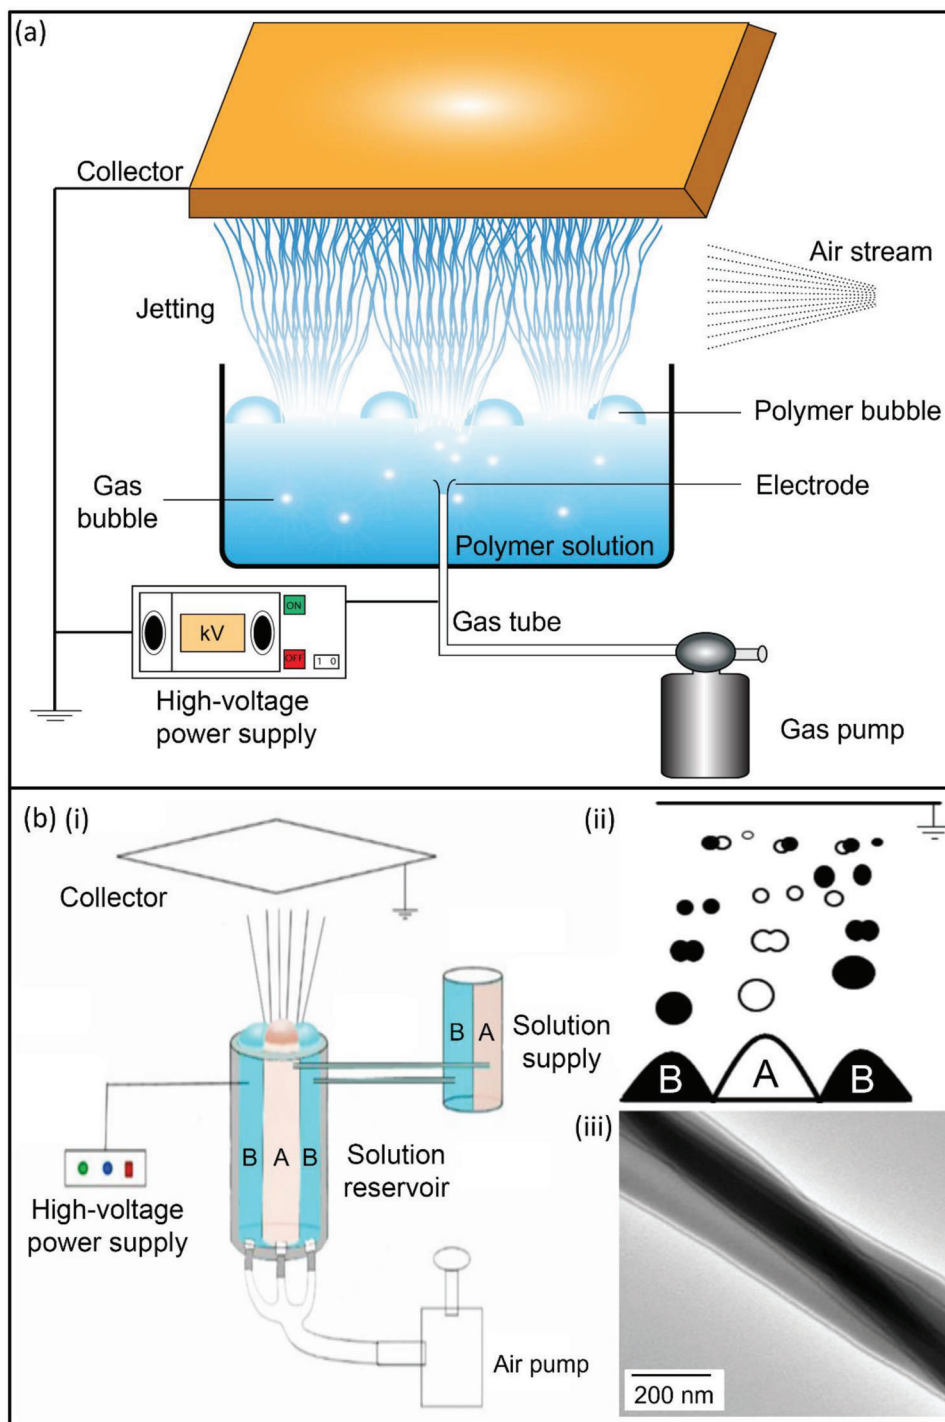 (a)
Collector
Air stream
Jetting
Polymer bubble
Gas
bubble
Electrode
Polymer solution
ON
kV
OFF
1 0
Gas tube
High-voltage
power supply
Gas pump
(b) (i)
(ii)
Collector
B A
Solution
supply
B A B
B A B
Solution
reservoir
(iii)
High-voltage
power supply
Air pump
200 nm